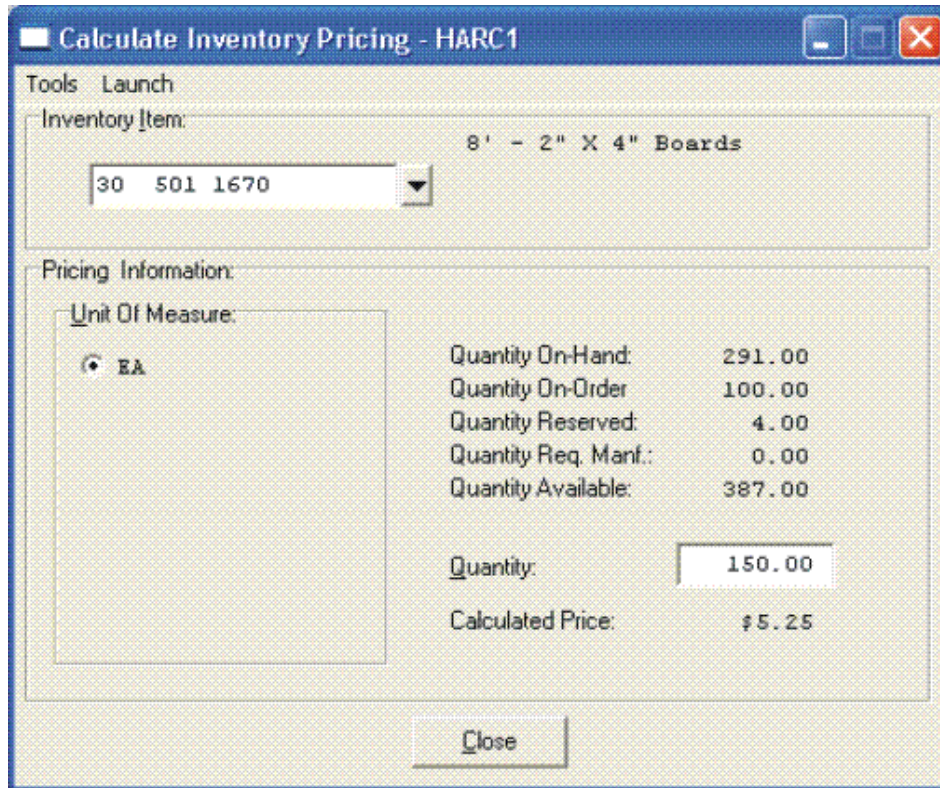 Calculate Inventory Pricing - HARC1
Tools Launch
Inventory Item:
8' - 2" X 4" Boards
30 501 1670
Pricing Information:
Unit Of Measure:
EA
Quantity On-Hand: 291.00
Quantity On-Order 100.00
Quantity Reserved: 4.00
Quantity Req. Manf.: 0.00
Quantity Available: 387.00
Quantity: 150.00
Calculated Price: $5.25
Close